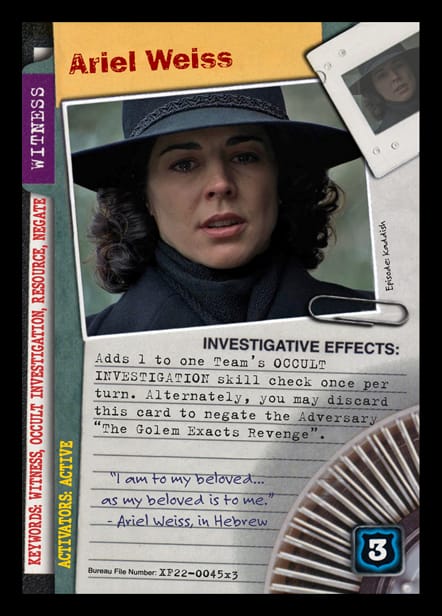 Ariel Weiss
WITNESS
KEYWORDS: WITNESS, OCCULT INVESTIGATION, RESOURCE, NEGATE
ACTIVATORS: ACTIVE
Episode: Kaddish
INVESTIGATIVE EFFECTS:
Adds 1 to one Team's OCCULT
INVESTIGATION skill check once per
turn. Alternately, you may discard
this card to negate the Adversary
"The Golem Exacts Revenge".
"I am to my beloved...
as my beloved is to me."
- Ariel Weiss, in Hebrew
3
Bureau File Number: XF22-0045x3